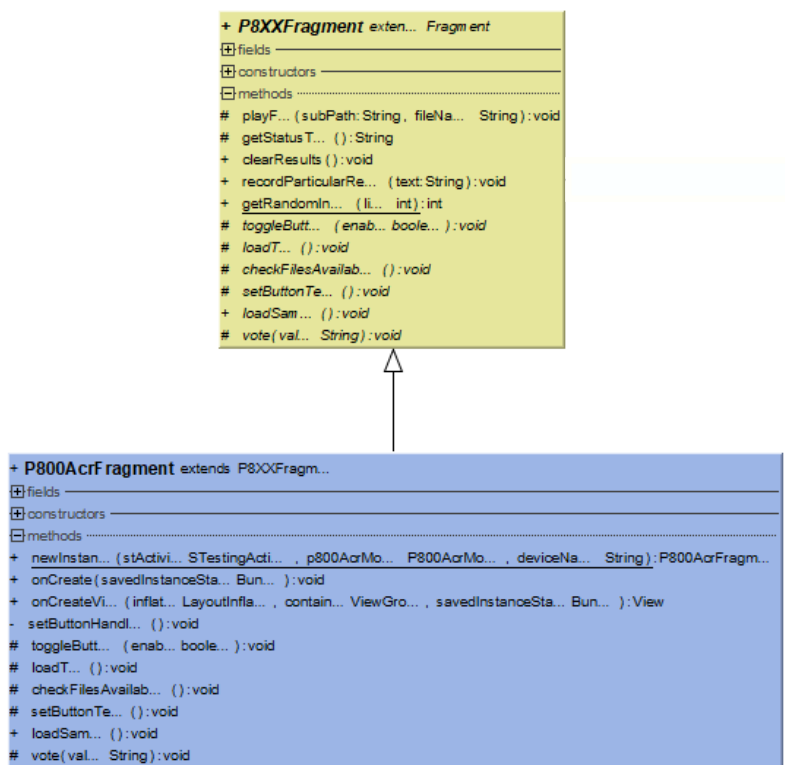 + P8XXFragment exten... Fragment
fields
constructors
methods
# playF... (subPath:String, fileNa... String):void
# getStatusT... ():String
+ clearResults():void
+ recordParticularRe... (text:String):void
+ getRandomIn... (li... int):int
# toggleButt... (enab... boole...):void
# loadT... ():void
# checkFilesAvailab... ():void
# setButtonTe... ():void
+ loadSam... ():void
# vote(val... String):void
+ P800AcrFragment extends P8XXFragm...
fields
constructors
methods
+ newInstan... (stActivi... STestingActi... , p800AcrMo... P800AcrMo... , deviceNa... String):P800AcrFragm...
+ onCreate(savedInstanceSta... Bun... ):void
+ onCreateVi... (inflat... LayoutInfla... , contain... ViewGro... , savedInstanceSta... Bun... ):View
- setButtonHandl... ():void
# toggleButt... (enab... boole... ):void
# loadT... ():void
# checkFilesAvailab... ():void
# setButtonTe... ():void
+ loadSam... ():void
# vote(val... String):void